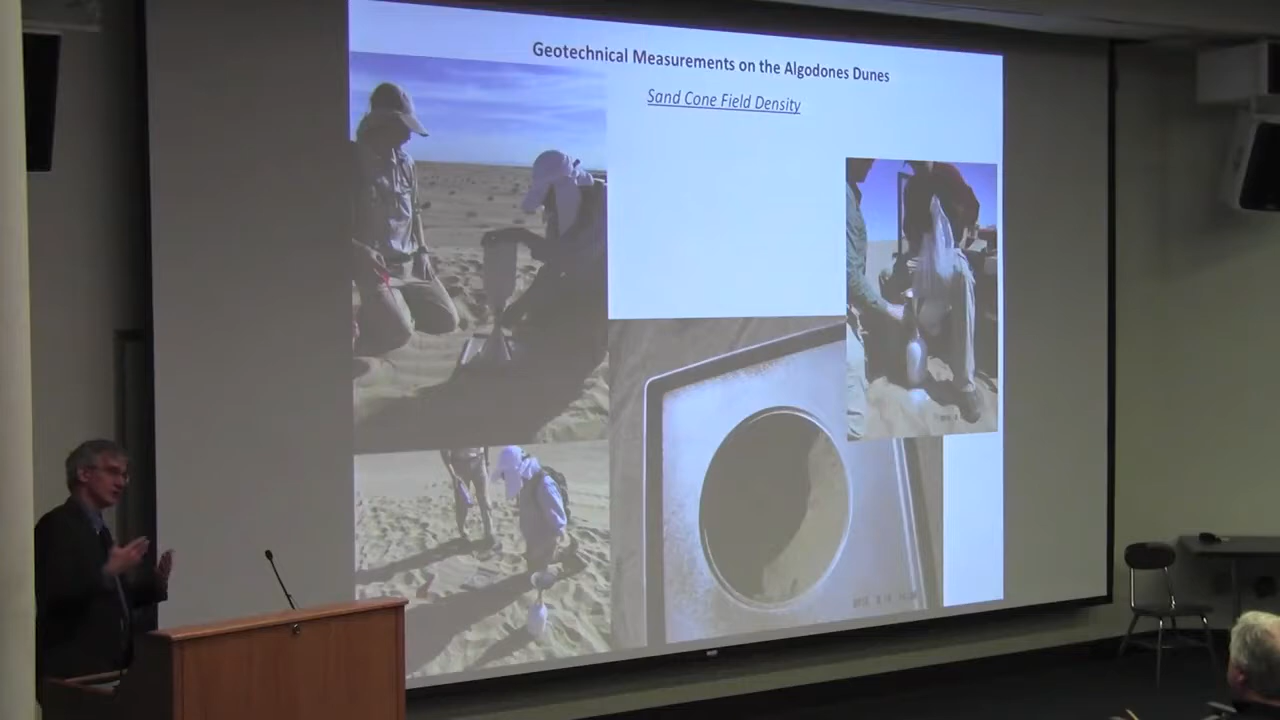 Geotechnical Measurements on the Algodones Dunes
Sand Cone Field Density